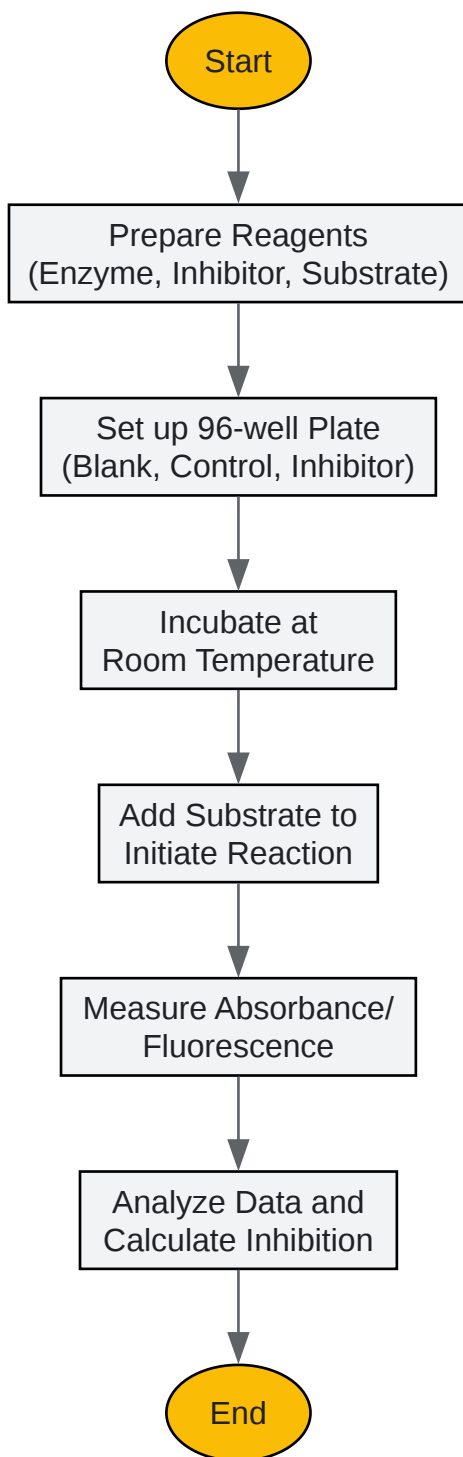 Start
Prepare Reagents
(Enzyme, Inhibitor, Substrate)
Set up 96-well Plate
(Blank, Control, Inhibitor)
Incubate at
Room Temperature
Add Substrate to
Initiate Reaction
Measure Absorbance/
Fluorescence
Analyze Data and
Calculate Inhibition
End